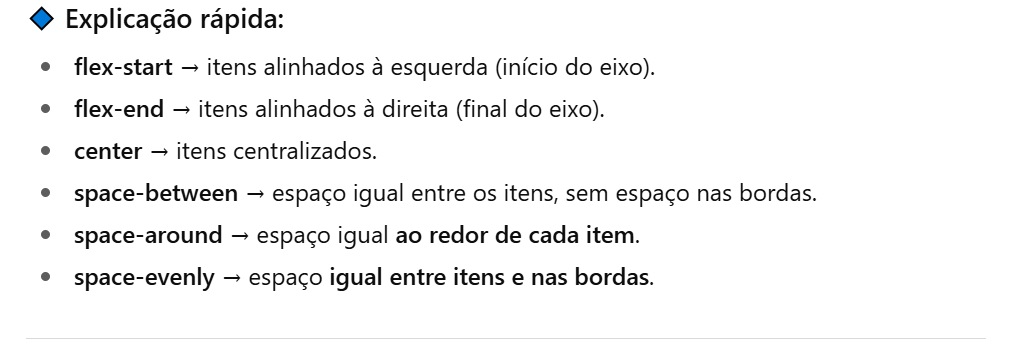 Explicação rápida:
flex-start → itens alinhados à esquerda (início do eixo).
flex-end → itens alinhados à direita (final do eixo).
center → itens centralizados.
space-between → espaço igual entre os itens, sem espaço nas bordas.
space-around → espaço igual ao redor de cada item.
space-evenly → espaço igual entre itens e nas bordas.